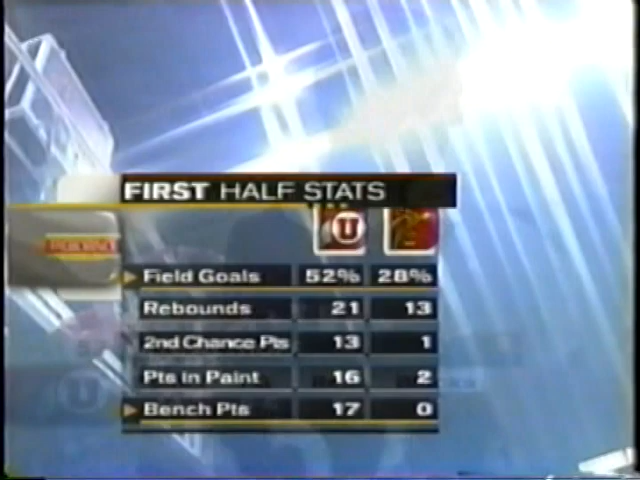 FIRST HALF STATS
U
Field Goals 52% 28%
Rebounds 21 13
2nd Chance Pts 13 1
Pts in Paint 16 2
Bench Pts 17 0
U